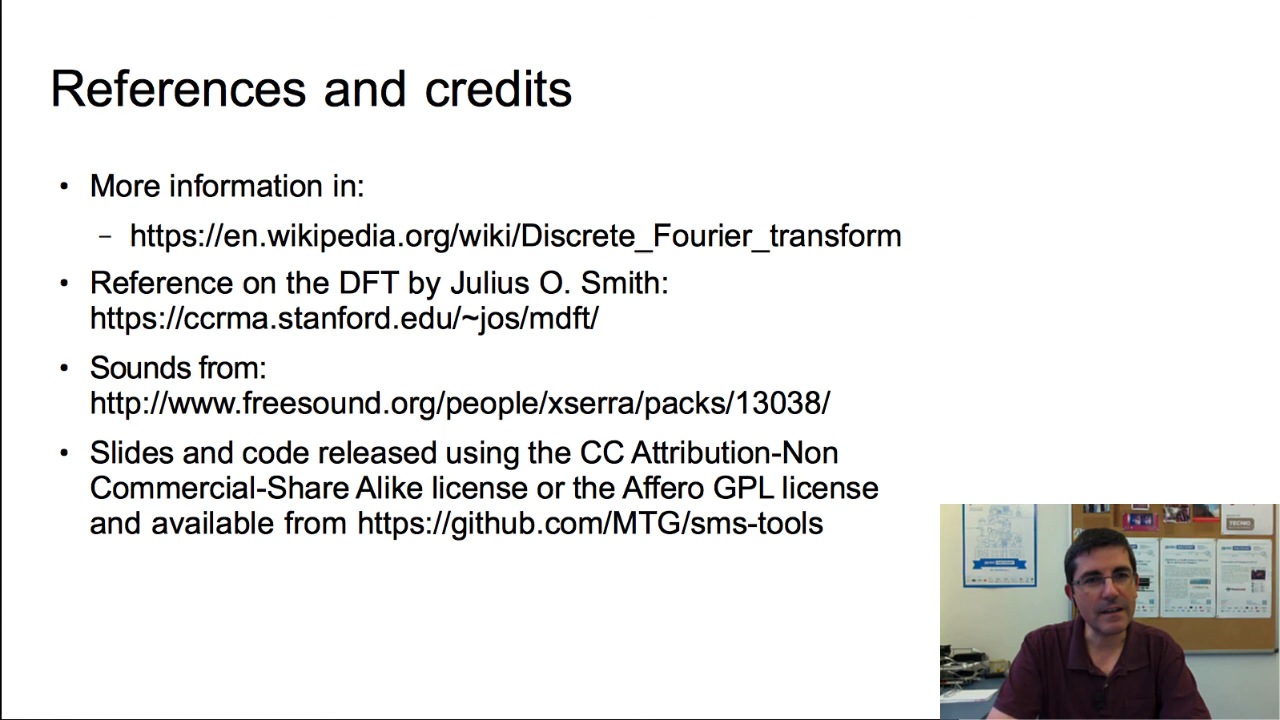 References and credits
• More information in:
– https://en.wikipedia.org/wiki/Discrete_Fourier_transform
• Reference on the DFT by Julius O. Smith:
https://ccrma.stanford.edu/~jos/mdft/
• Sounds from:
http://www.freesound.org/people/xserra/packs/13038/
• Slides and code released using the CC Attribution-Non
Commercial-Share Alike license or the Affero GPL license
and available from https://github.com/MTG/sms-tools